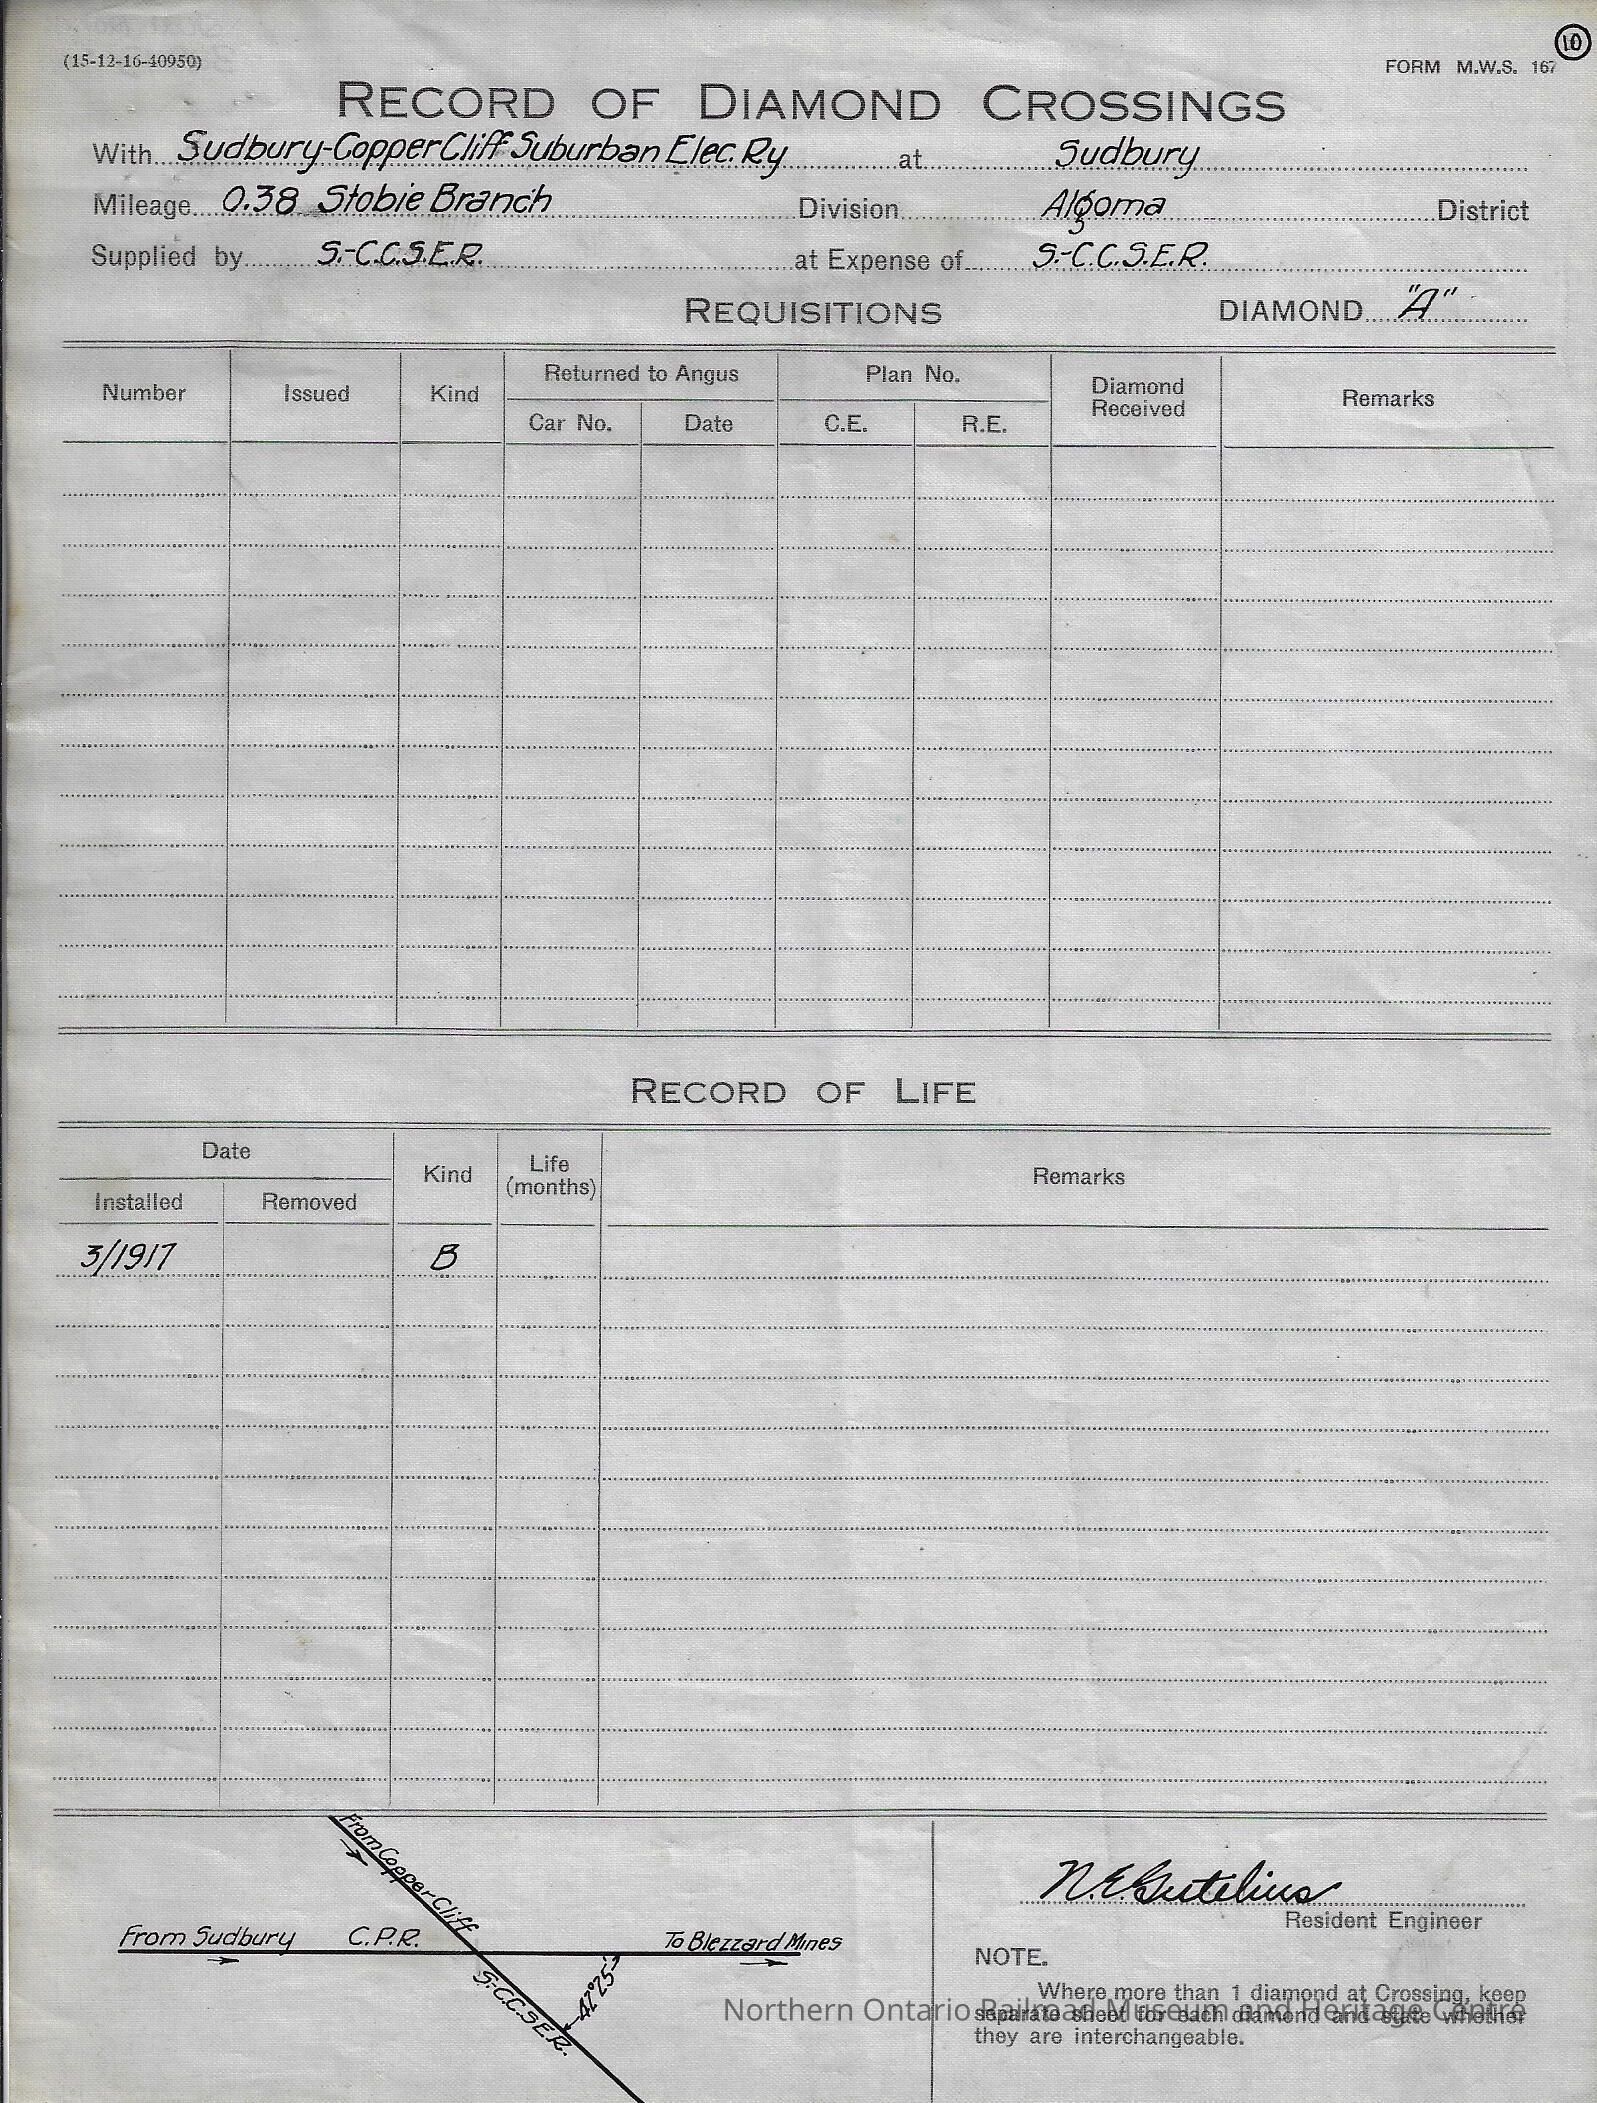 (15-12-16-40950)
FORM M.W.S. 167
10
RECORD OF DIAMOND CROSSINGS
With Sudbury-Copper Cliff Suburban Elec. Ry at Sudbury
Mileage 0.38 Stobie Branch Division Algoma District
Supplied by S.-C.C.S.E.R. at Expense of S.-C.C.S.E.R.
REQUISITIONS DIAMOND "A"
Number Issued Kind Returned to Angus Plan No. Diamond Received Remarks
Car No. Date C.E. R.E.
RECORD OF LIFE
Date Kind Life (months) Remarks
Installed Removed
3/1917 B
From Copper Cliff
From Sudbury C.P.R. To Blezzard Mines
S.-C.C.S.E.R.
42°25'
N.E. Gutelius
Resident Engineer
NOTE.
Where more than 1 diamond at Crossing, keep
separate sheet for each diamond and state whether
they are interchangeable.
Northern Ontario Railroad Museum and Heritage Centre